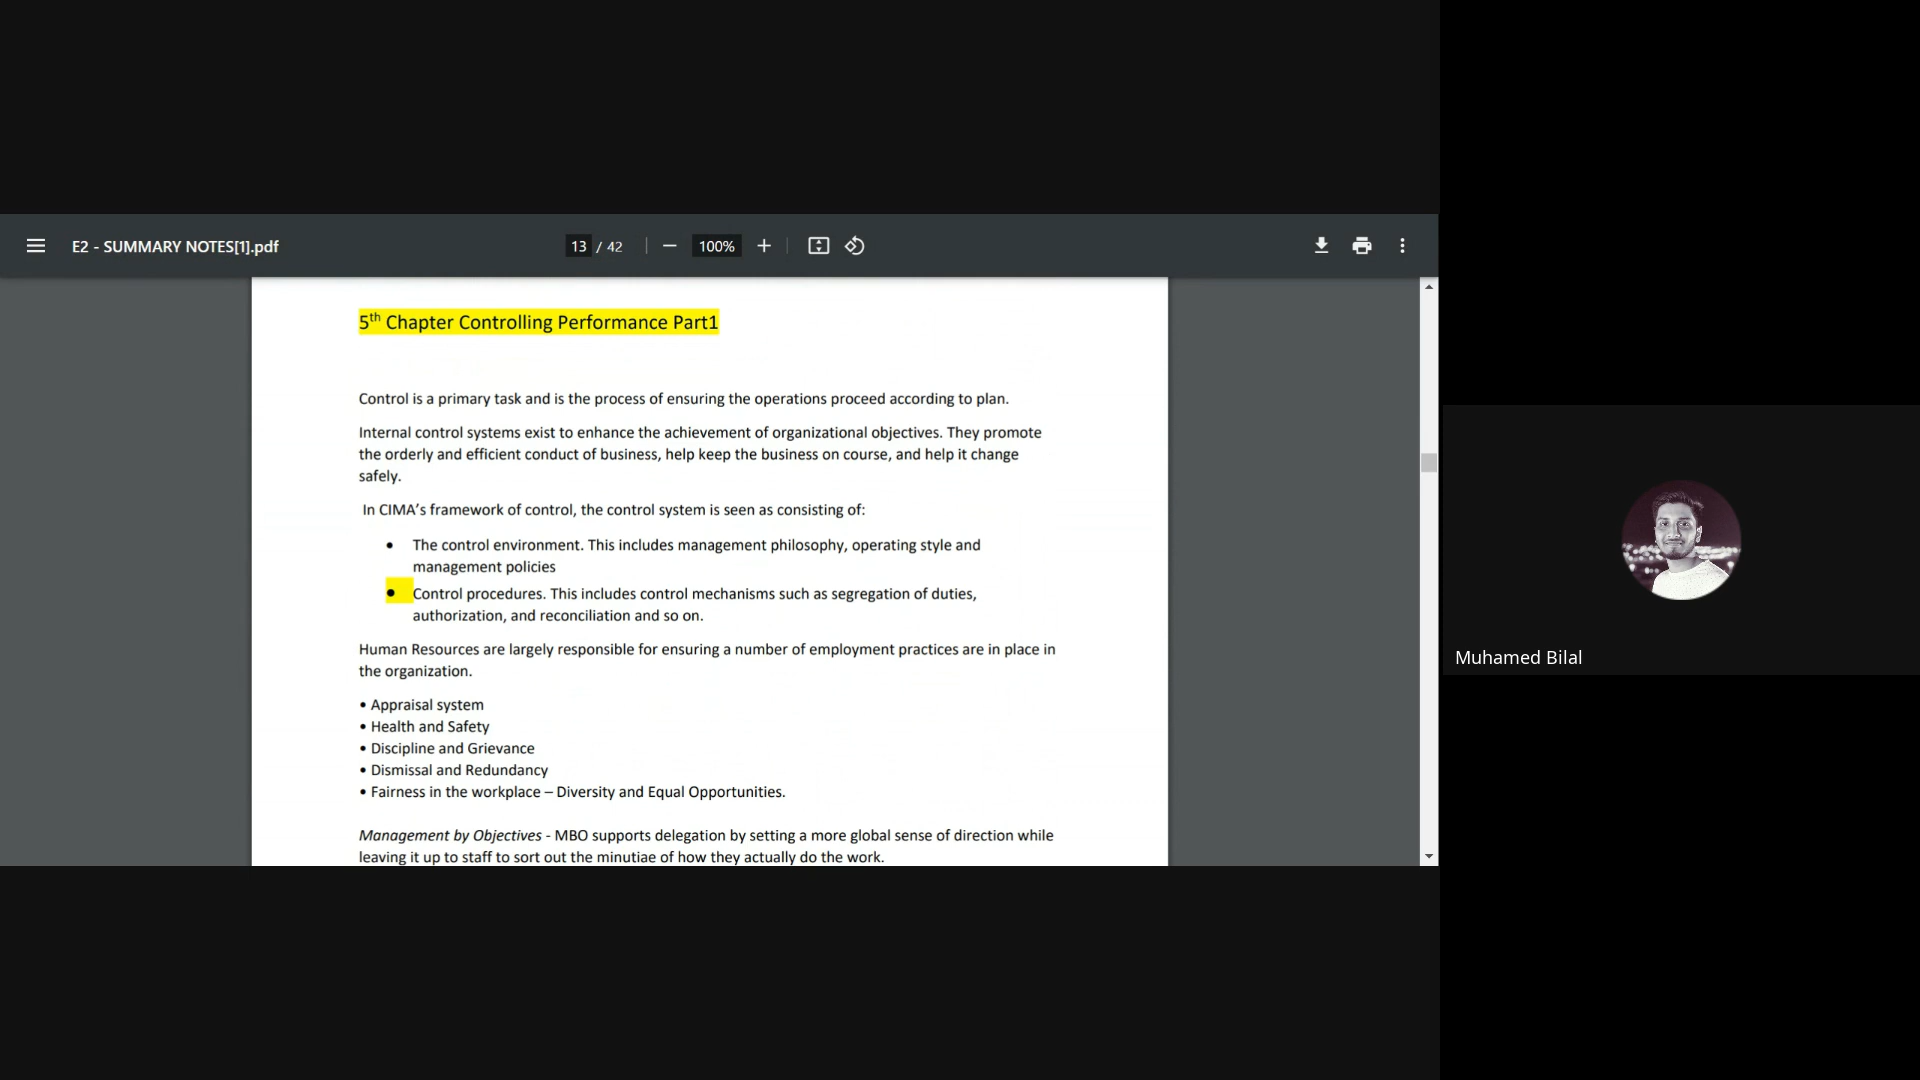 E2 - SUMMARY NOTES[1].pdf
13 / 42
100%
5th Chapter Controlling Performance Part1
Control is a primary task and is the process of ensuring the operations proceed according to plan.
Internal control systems exist to enhance the achievement of organizational objectives. They promote
the orderly and efficient conduct of business, help keep the business on course, and help it change
safely.
In CIMA’s framework of control, the control system is seen as consisting of:
• The control environment. This includes management philosophy, operating style and
management policies
• Control procedures. This includes control mechanisms such as segregation of duties,
authorization, and reconciliation and so on.
Human Resources are largely responsible for ensuring a number of employment practices are in place in
the organization.
• Appraisal system
• Health and Safety
• Discipline and Grievance
• Dismissal and Redundancy
• Fairness in the workplace – Diversity and Equal Opportunities.
Management by Objectives - MBO supports delegation by setting a more global sense of direction while
leaving it up to staff to sort out the minutiae of how they actually do the work.
Muhamed Bilal